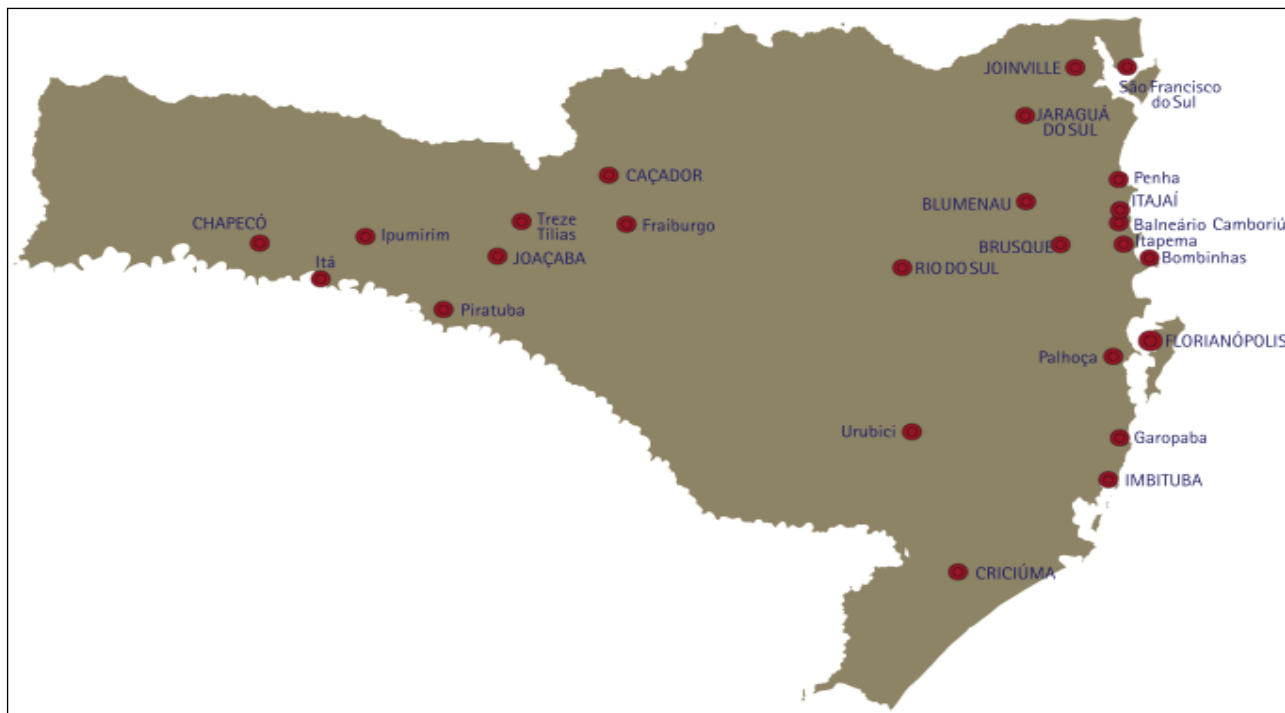 JOINVILLE
São Francisco
do Sul
JARAGUÁ
DO SUL
CAÇADOR
Penha
BLUMENAU
ITAJAÍ
CHAPECÓ
Treze
Tílias
Fraiburgo
Balneário Camboriú
Ipumirim
BRUSQUE
Itapema
Itá
JOAÇABA
RIO DO SUL
Bombinhas
Piratuba
FLORIANÓPOLIS
Palhoça
Urubici
Garopaba
IMBITUBA
CRICIÚMA